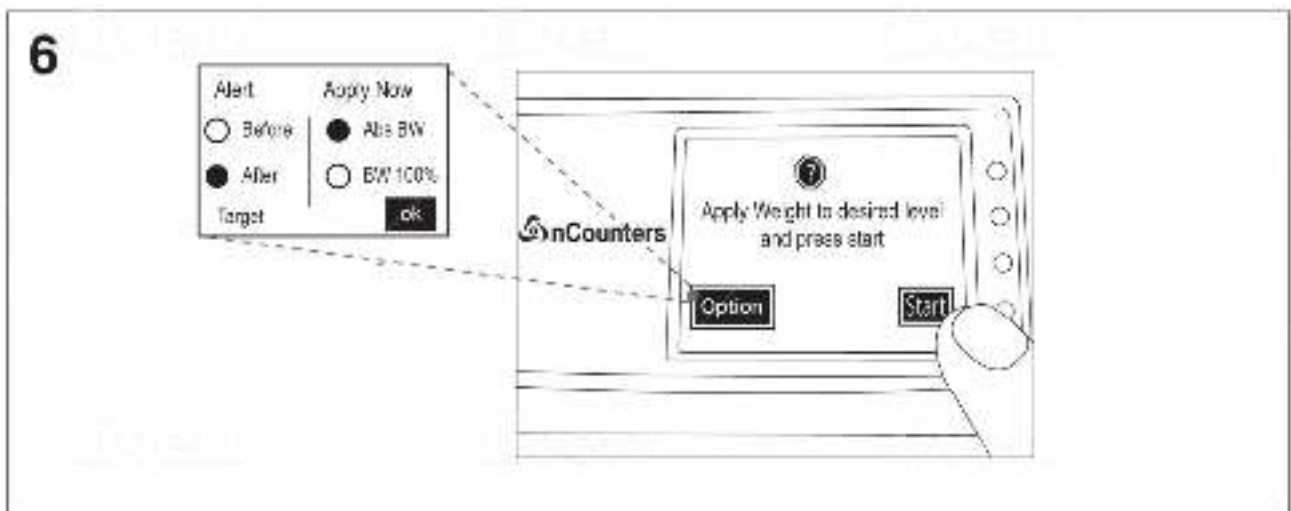 6
Alert Apply Now
Before Abs BW
After BW 100%
Target ok
nCounters
?
Apply Weight to desired level
and press start
Option Start